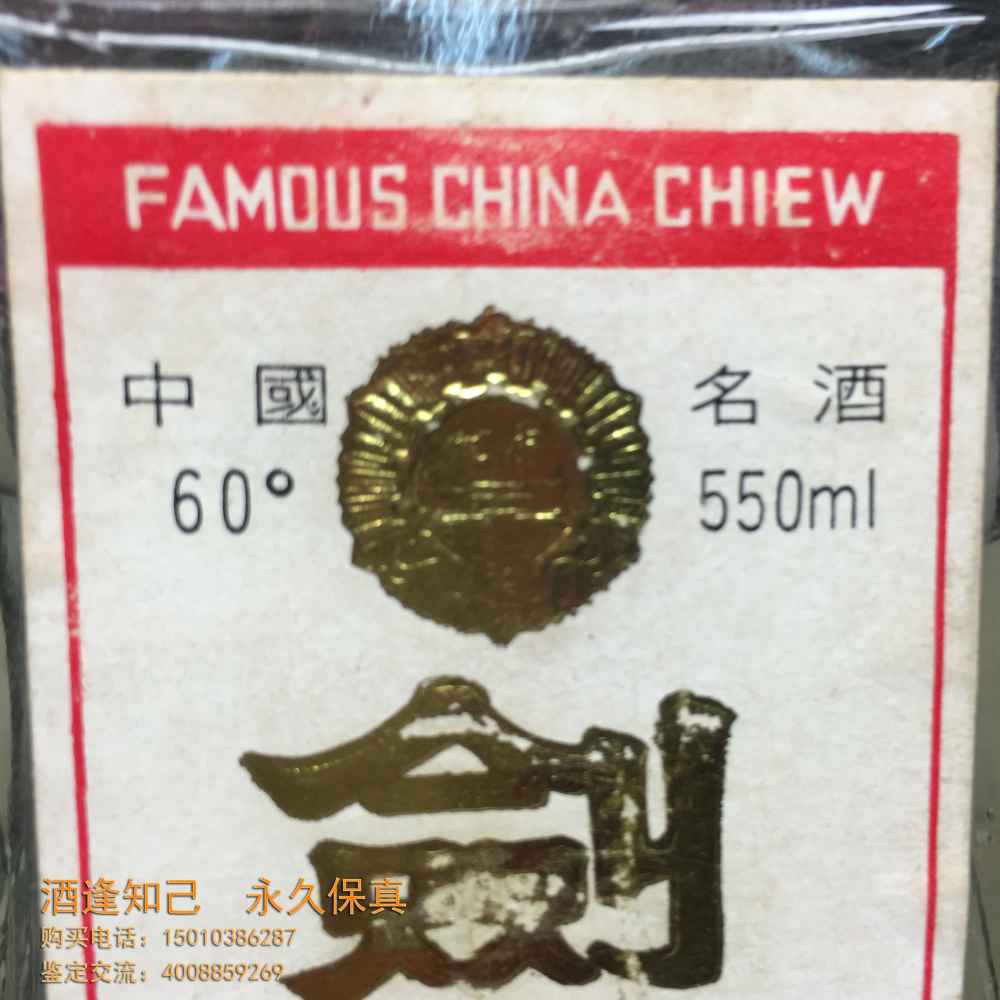 FAMOUS CHINA CHIEW
中國 名酒
60° 550ml
劍
酒逢知己 永久保真
购买电话：15010386287
鉴定交流：4008859269